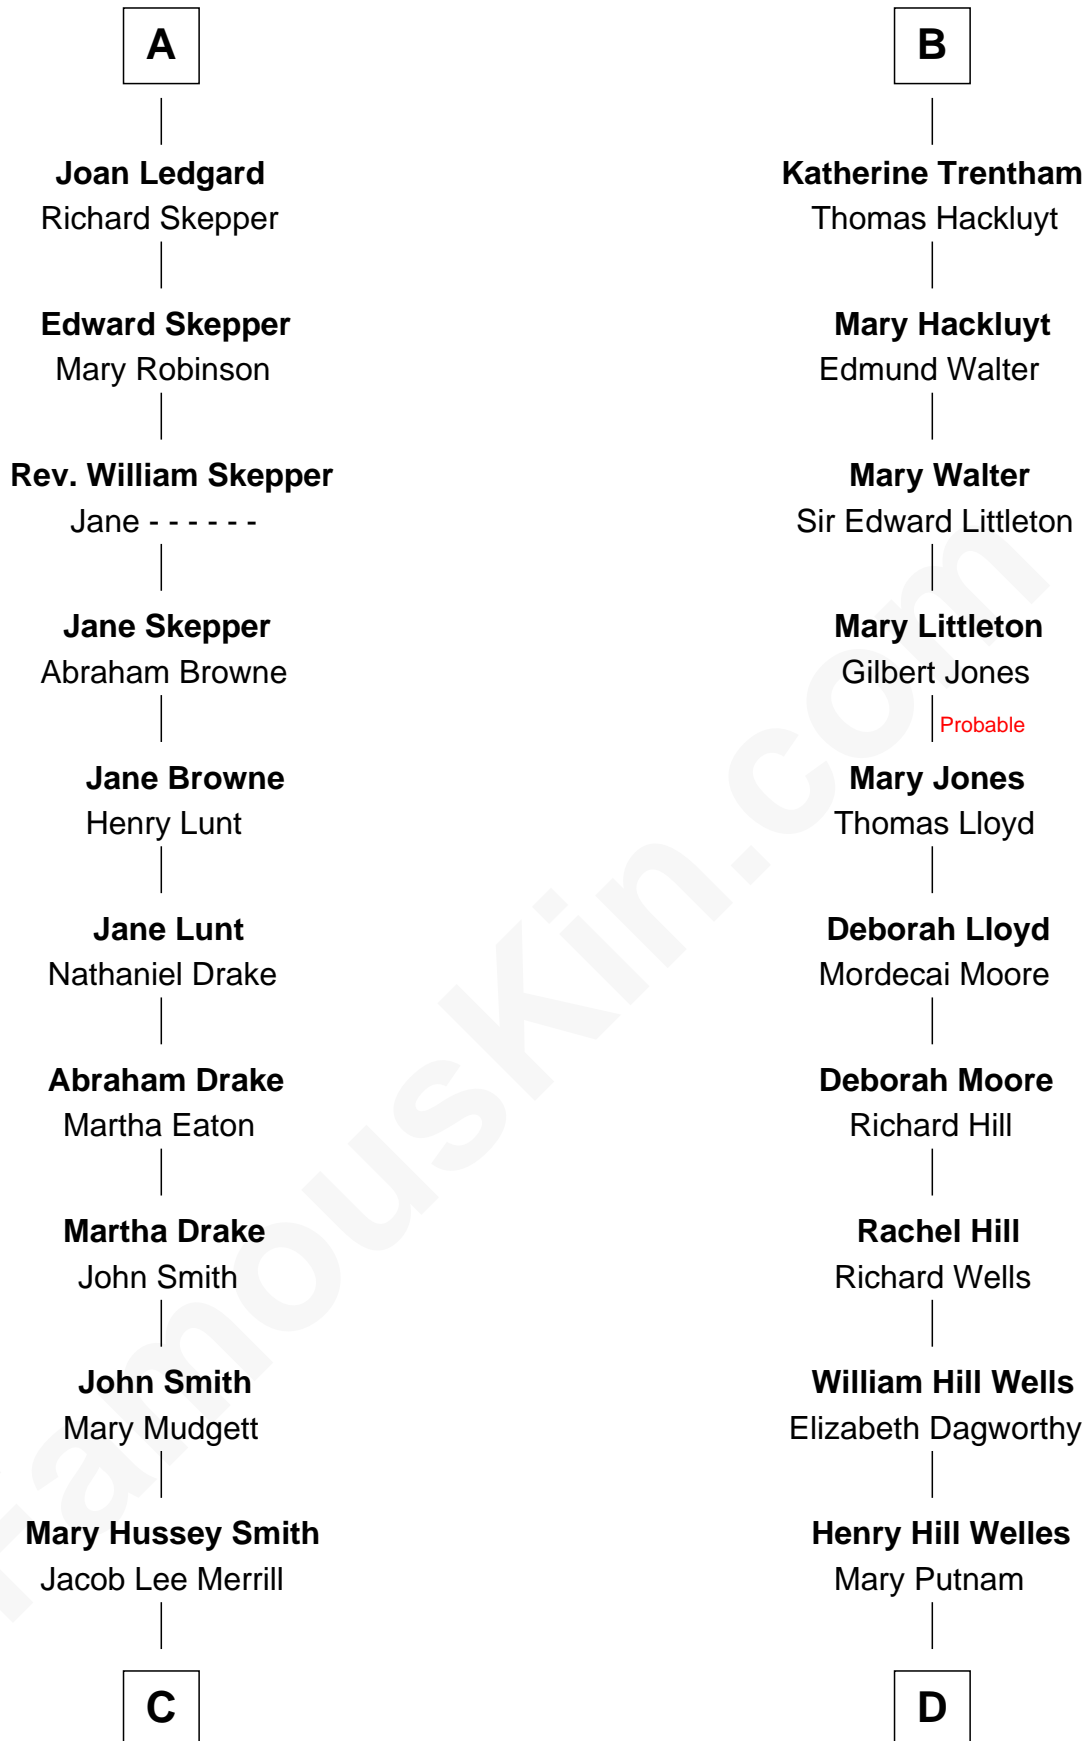 A
Joan Ledgard
Richard Skepper
Edward Skepper
Mary Robinson
Rev. William Skepper
Jane - - - - - -
Jane Skepper
Abraham Browne
Jane Browne
Henry Lunt
Jane Lunt
Nathaniel Drake
Abraham Drake
Martha Eaton
Martha Drake
John Smith
John Smith
Mary Mudgett
Mary Hussey Smith
Jacob Lee Merrill
C
B
Katherine Trentham
Thomas Hackluyt
Mary Hackluyt
Edmund Walter
Mary Walter
Sir Edward Littleton
Mary Littleton
Gilbert Jones
Probable
Mary Jones
Thomas Lloyd
Deborah Lloyd
Mordecai Moore
Deborah Moore
Richard Hill
Rachel Hill
Richard Wells
William Hill Wells
Elizabeth Dagworthy
Henry Hill Welles
Mary Putnam
D
FamousKin.com